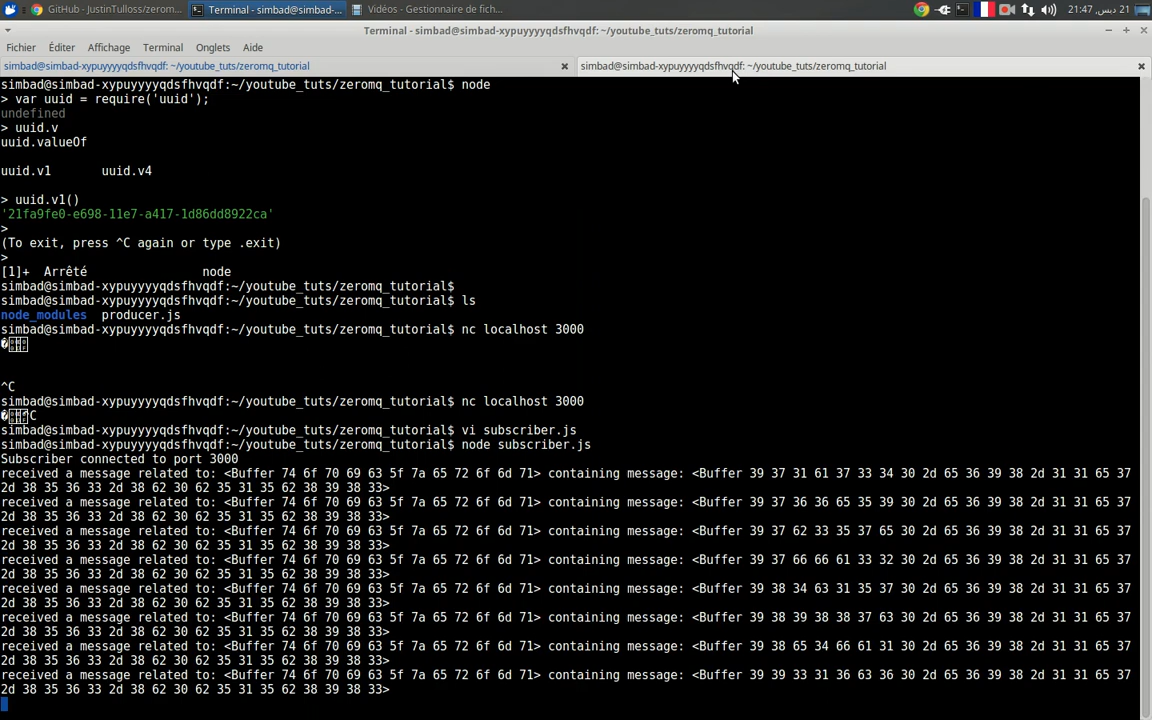 GitHub - JustinTulloss/zerom...
Terminal - simbad@simbad-...
Vidéos - Gestionnaire de fich...
21 دبس, 21:47
Terminal - simbad@simbad-xypuyyyyqdsfhvqdf: ~/youtube_tuts/zeromq_tutorial
Fichier Éditer Affichage Terminal Onglets Aide
simbad@simbad-xypuyyyyqdsfhvqdf: ~/youtube_tuts/zeromq_tutorial
simbad@simbad-xypuyyyyqdsfhvqdf: ~/youtube_tuts/zeromq_tutorial
simbad@simbad-xypuyyyyqdsfhvqdf:~/youtube_tuts/zeromq_tutorial$ node
> var uuid = require('uuid');
undefined
> uuid.v
uuid.valueOf
uuid.v1 uuid.v4
> uuid.v1()
'21fa9fe0-e698-11e7-a417-1d86dd8922ca'
>
(To exit, press ^C again or type .exit)
>
[1]+ Arrêté node
simbad@simbad-xypuyyyyqdsfhvqdf:~/youtube_tuts/zeromq_tutorial$
simbad@simbad-xypuyyyyqdsfhvqdf:~/youtube_tuts/zeromq_tutorial$ ls
node_modules producer.js
simbad@simbad-xypuyyyyqdsfhvqdf:~/youtube_tuts/zeromq_tutorial$ nc localhost 3000
^C
simbad@simbad-xypuyyyyqdsfhvqdf:~/youtube_tuts/zeromq_tutorial$ nc localhost 3000
^C
simbad@simbad-xypuyyyyqdsfhvqdf:~/youtube_tuts/zeromq_tutorial$ vi subscriber.js
simbad@simbad-xypuyyyyqdsfhvqdf:~/youtube_tuts/zeromq_tutorial$ node subscriber.js
Subscriber connected to port 3000
received a message related to: <Buffer 74 6f 70 69 63 5f 7a 65 72 6f 6d 71> containing message: <Buffer 39 37 31 61 37 33 34 30 2d 65 36 39 38 2d 31 31 65 37
2d 38 35 36 33 2d 38 62 30 62 35 31 35 62 38 39 38 33>
received a message related to: <Buffer 74 6f 70 69 63 5f 7a 65 72 6f 6d 71> containing message: <Buffer 39 37 36 36 65 35 39 30 2d 65 36 39 38 2d 31 31 65 37
2d 38 35 36 33 2d 38 62 30 62 35 31 35 62 38 39 38 33>
received a message related to: <Buffer 74 6f 70 69 63 5f 7a 65 72 6f 6d 71> containing message: <Buffer 39 37 62 33 35 37 65 30 2d 65 36 39 38 2d 31 31 65 37
2d 38 35 36 33 2d 38 62 30 62 35 31 35 62 38 39 38 33>
received a message related to: <Buffer 74 6f 70 69 63 5f 7a 65 72 6f 6d 71> containing message: <Buffer 39 37 66 66 61 33 32 30 2d 65 36 39 38 2d 31 31 65 37
2d 38 35 36 33 2d 38 62 30 62 35 31 35 62 38 39 38 33>
received a message related to: <Buffer 74 6f 70 69 63 5f 7a 65 72 6f 6d 71> containing message: <Buffer 39 38 34 63 31 35 37 30 2d 65 36 39 38 2d 31 31 65 37
2d 38 35 36 33 2d 38 62 30 62 35 31 35 62 38 39 38 33>
received a message related to: <Buffer 74 6f 70 69 63 5f 7a 65 72 6f 6d 71> containing message: <Buffer 39 38 39 38 38 37 63 30 2d 65 36 39 38 2d 31 31 65 37
2d 38 35 36 33 2d 38 62 30 62 35 31 35 62 38 39 38 33>
received a message related to: <Buffer 74 6f 70 69 63 5f 7a 65 72 6f 6d 71> containing message: <Buffer 39 38 65 34 66 61 31 30 2d 65 36 39 38 2d 31 31 65 37
2d 38 35 36 33 2d 38 62 30 62 35 31 35 62 38 39 38 33>
received a message related to: <Buffer 74 6f 70 69 63 5f 7a 65 72 6f 6d 71> containing message: <Buffer 39 39 33 31 36 63 36 30 2d 65 36 39 38 2d 31 31 65 37
2d 38 35 36 33 2d 38 62 30 62 35 31 35 62 38 39 38 33>